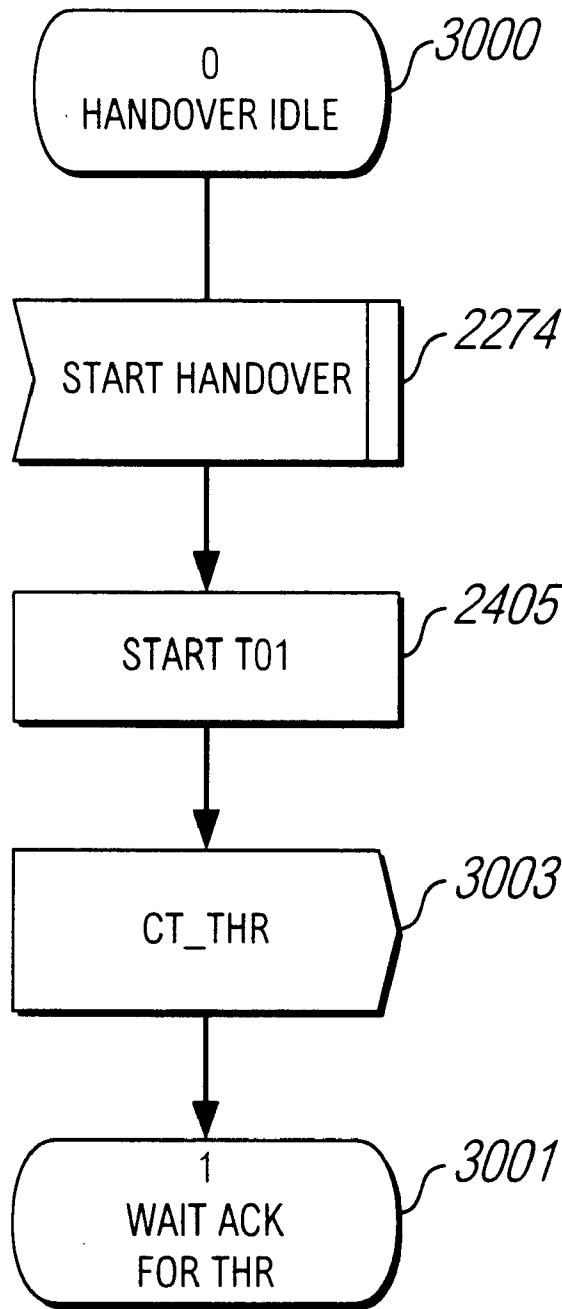 0
HANDOVER IDLE
3000
START HANDOVER
2274
START T01
2405
CT_THR
3003
1
WAIT ACK
FOR THR
3001